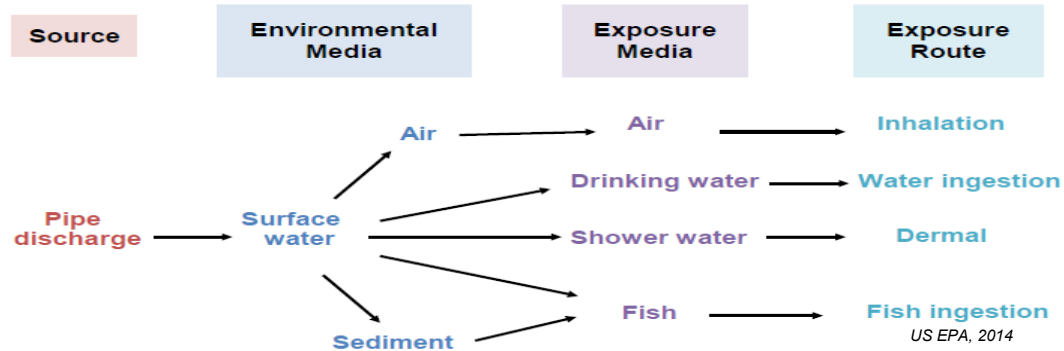 Source
Environmental
Media
Exposure
Media
Exposure
Route
Air
Air
Inhalation
Drinking water
Water ingestion
Pipe
discharge
Surface
water
Shower water
Dermal
Sediment
Fish
Fish ingestion
US EPA, 2014